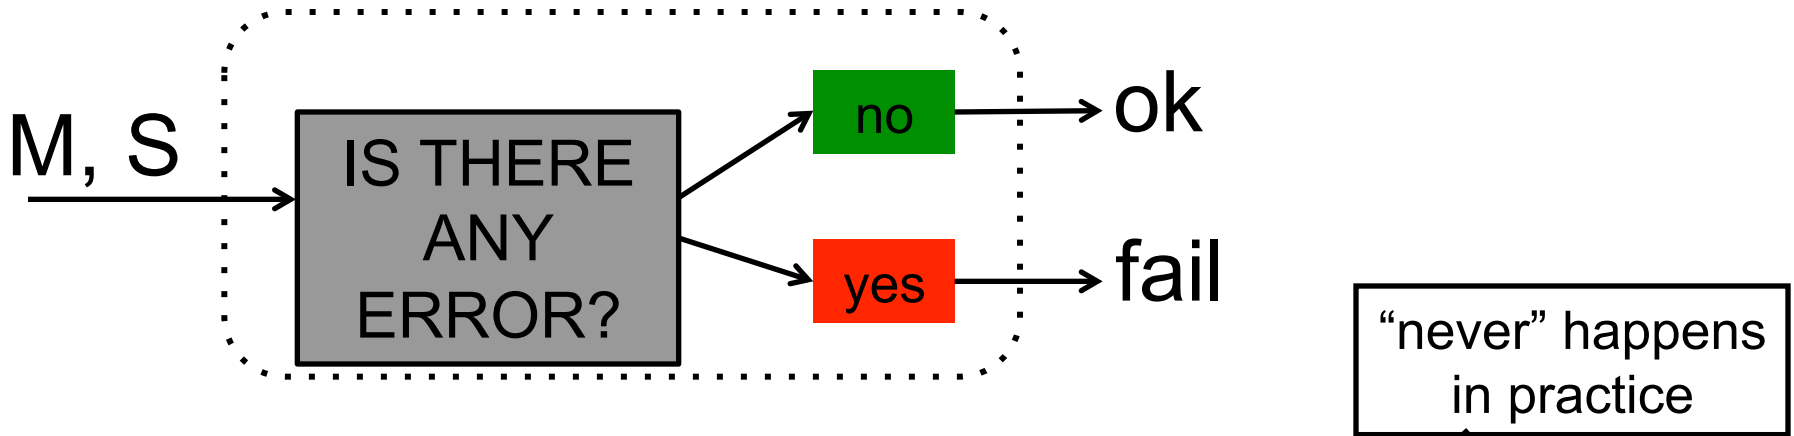 M, S
IS THERE
ANY
ERROR?
no
ok
yes
fail
“never” happens
in practice